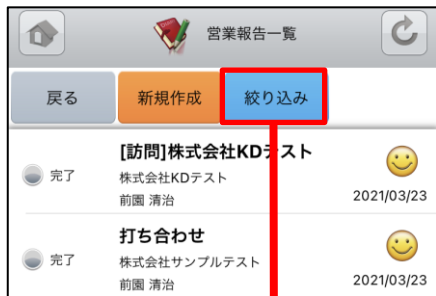 営業報告一覧
戻る 新規作成 絞り込み
[訪問]株式会社KDテスト
完了
株式会社KDテスト
前園 清治
2021/03/23
打ち合わせ
完了
株式会社サンプルテスト
前園 清治
2021/03/23